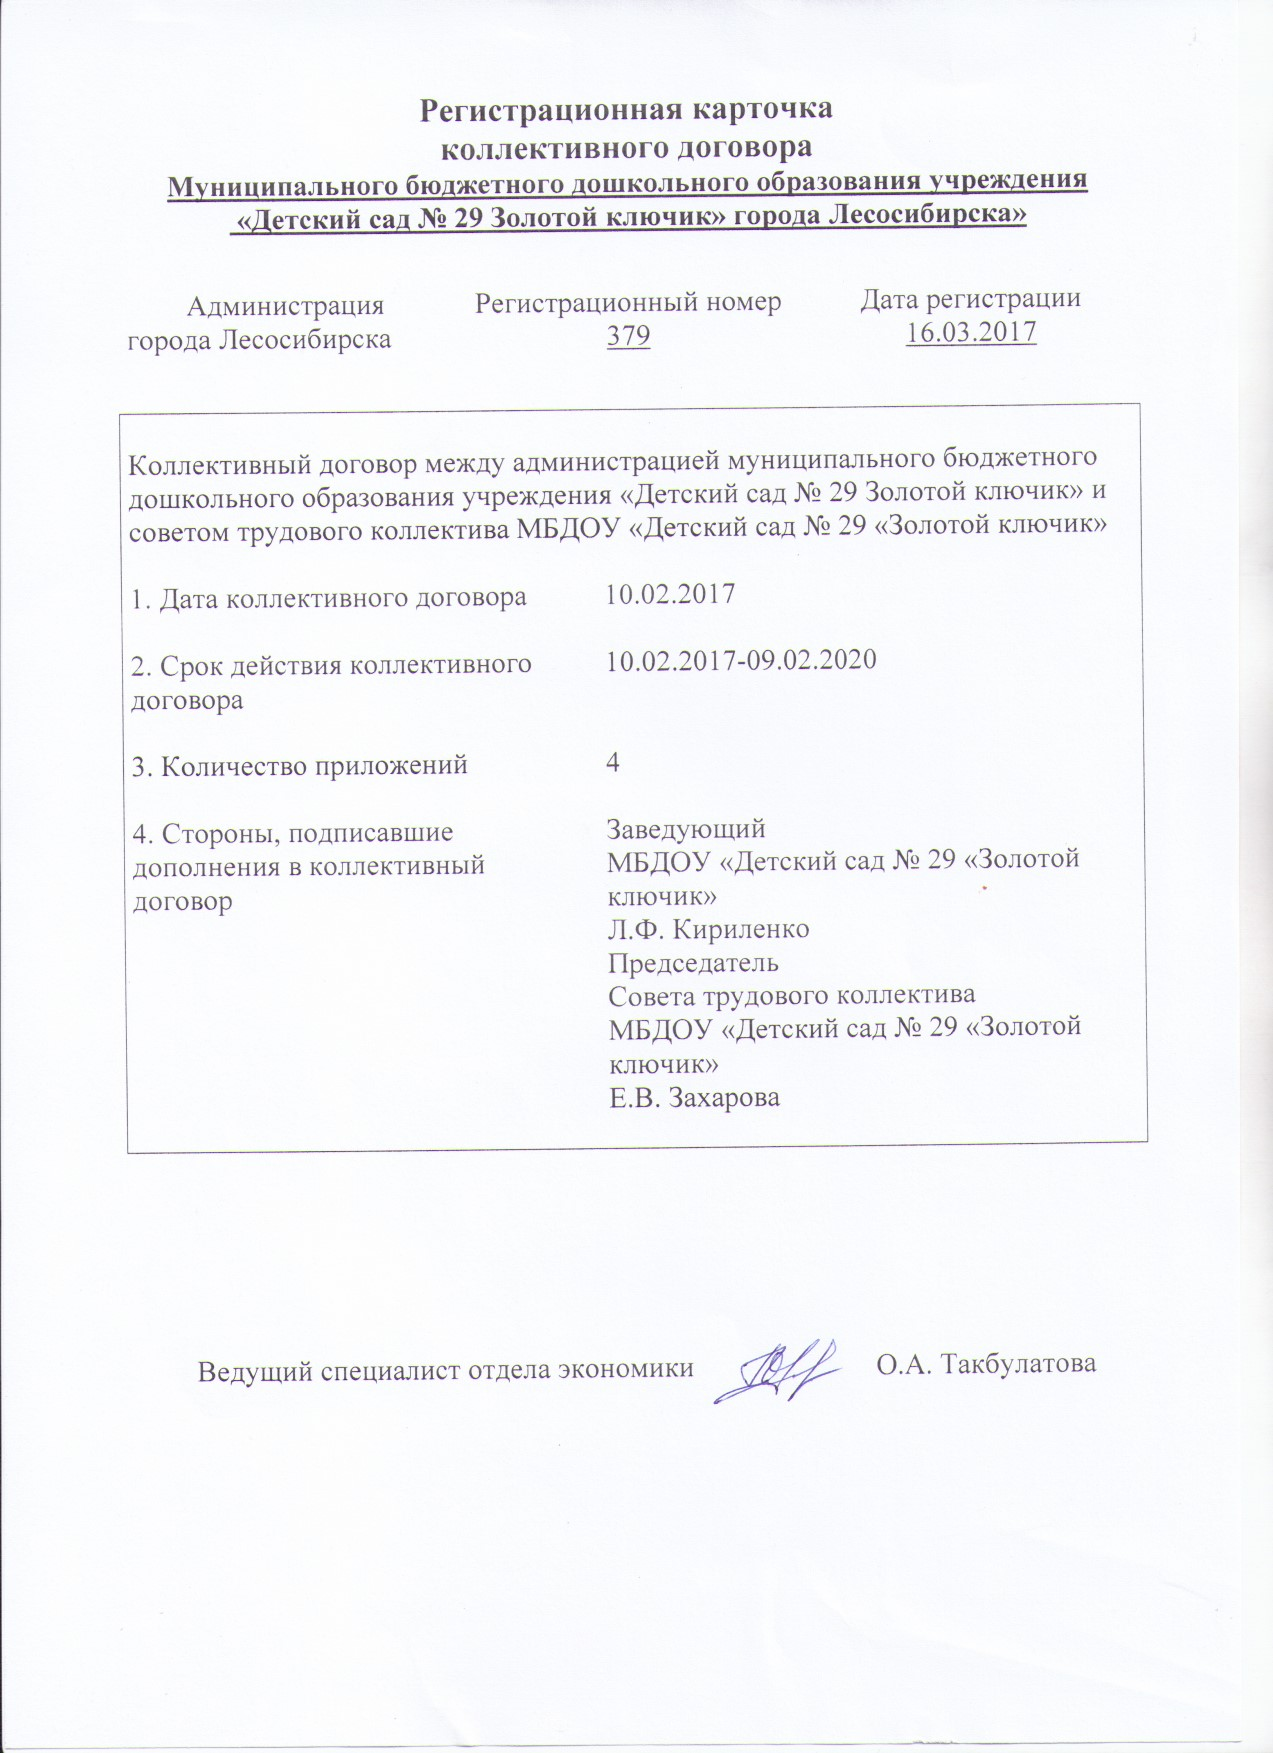 Регистрационная карточка
коллективного договора
Муниципального бюджетного дошкольного образования учреждения
«Детский сад № 29 Золотой ключик» города Лесосибирска»
Администрация
города Лесосибирска
Регистрационный номер
379
Дата регистрации
16.03.2017
Коллективный договор между администрацией муниципального бюджетного
дошкольного образования учреждения «Детский сад № 29 Золотой ключик» и
советом трудового коллектива МБДОУ «Детский сад № 29 «Золотой ключик»
1. Дата коллективного договора 10.02.2017
2. Срок действия коллективного 10.02.2017-09.02.2020
договора
3. Количество приложений 4
4. Стороны, подписавшие
дополнения в коллективный
договор
Заведующий
МБДОУ «Детский сад № 29 «Золотой
ключик»
Л.Ф. Кириленко
Председатель
Совета трудового коллектива
МБДОУ «Детский сад № 29 «Золотой
ключик»
Е.В. Захарова
Ведущий специалист отдела экономики О.А. Такбулатова